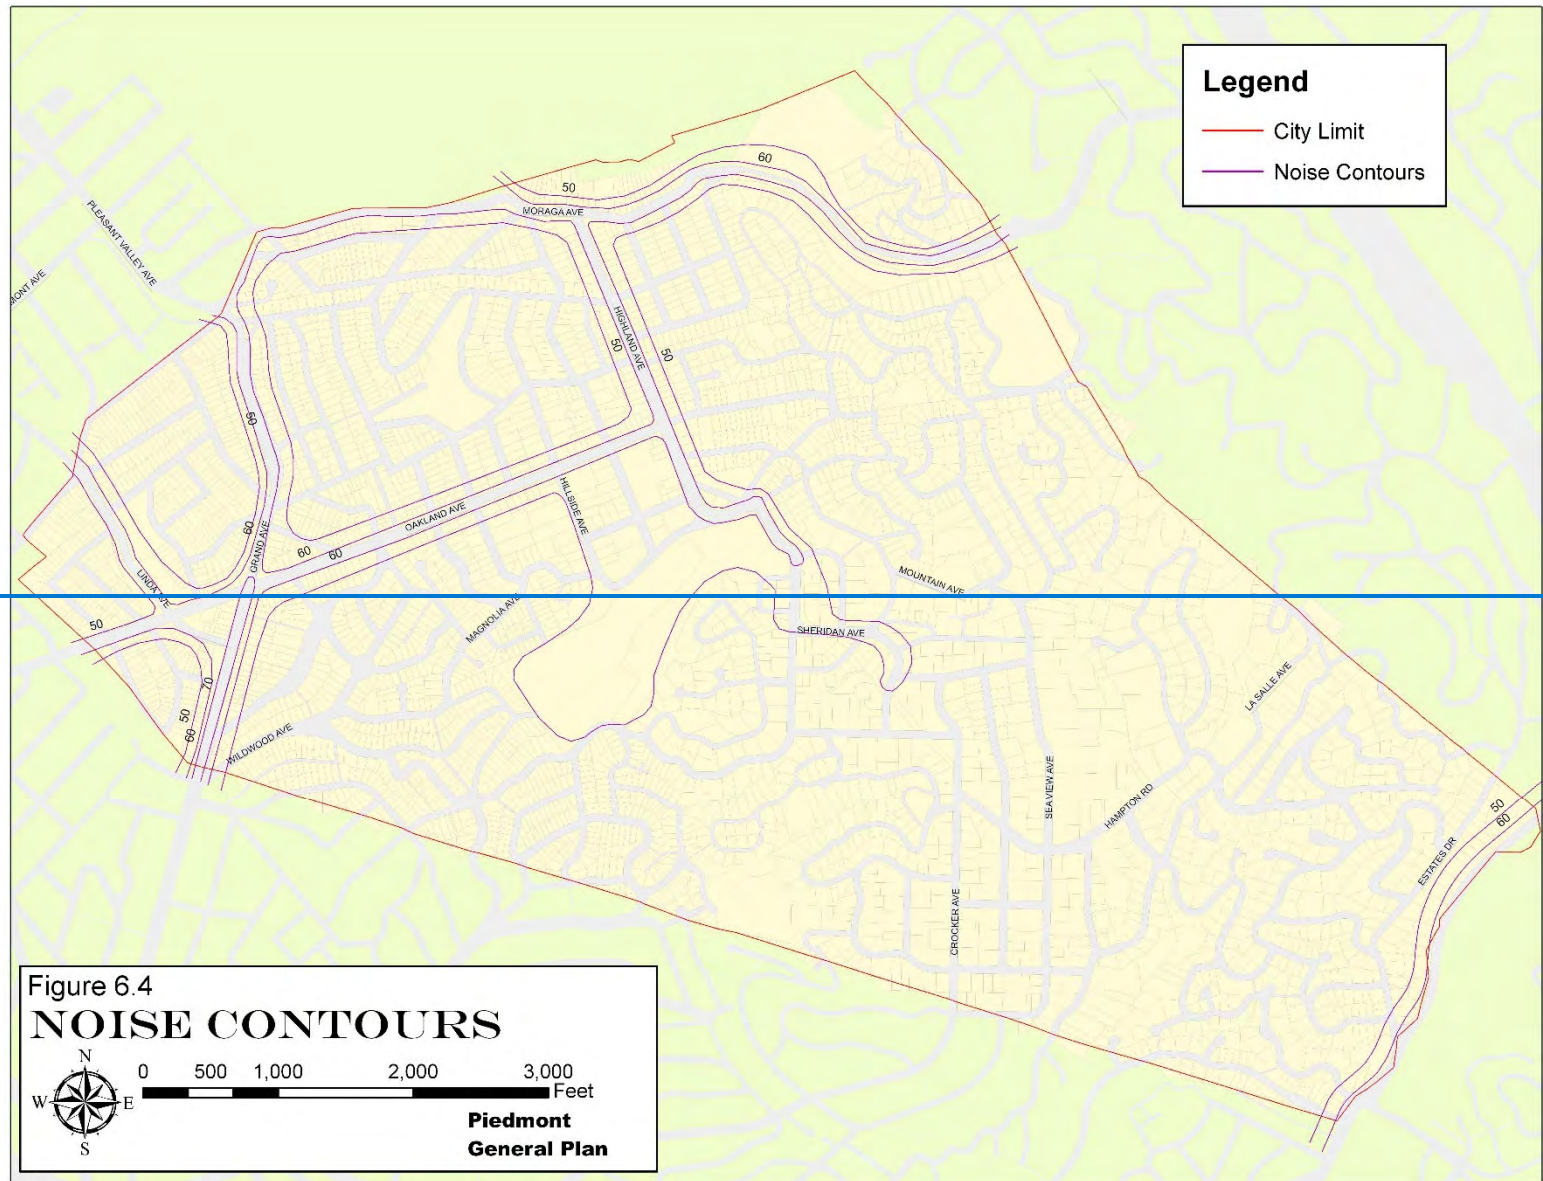 Legend
City Limit
Noise Contours
60
50
MORAGA AVE
PLEASANT VALLEY AVE
MONT AVE
HIGHLAND AVE
50
50
50
HILLSIDE AVE
OAKLAND AVE
60
GRAND AVE
60
60
LINDA AVE
MOUNTAIN AVE
MAGNOLIA AVE
50
SHERIDAN AVE
70
50
60
LA SALLE AVE
WILDWOOD AVE
SEA VIEW AVE
HAMPTON RD
50
60
ESTATES DR
CROCKER AVE
Figure 6.4
NOISE CONTOURS
N
W E
S
0 500 1,000 2,000 3,000
Feet
Piedmont
General Plan